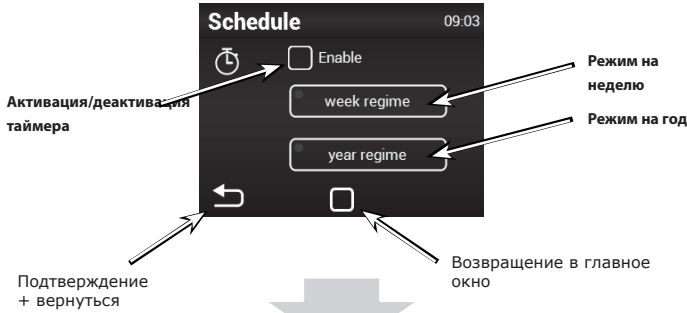 Schedule
09:03
Enable
week regime
year regime
Активация/деактивация
таймера
Режим на
неделю
Режим на год
Подтверждение
+ вернуться
Возвращение в главное
окно